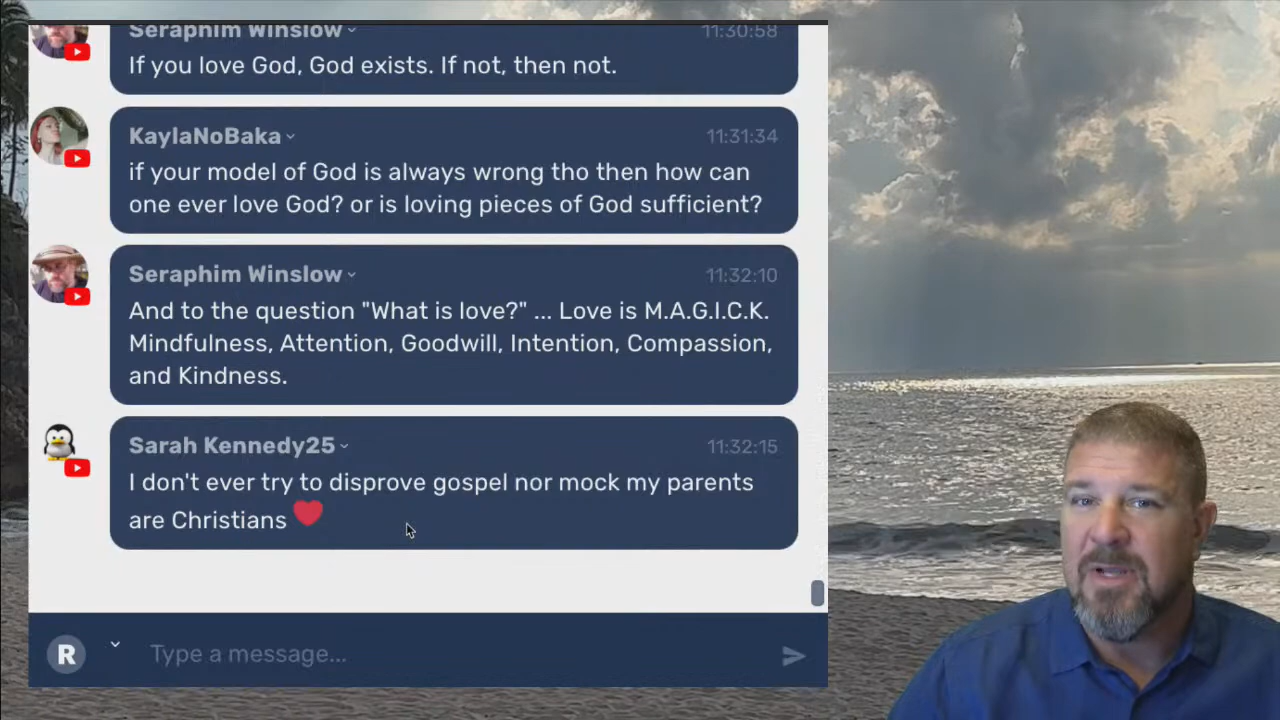 Seraphim Winslow 11:30:58
If you love God, God exists. If not, then not.
KaylaNoBaka 11:31:34
if your model of God is always wrong tho then how can
one ever love God? or is loving pieces of God sufficient?
Seraphim Winslow 11:32:10
And to the question "What is love?" ... Love is M.A.G.I.C.K.
Mindfulness, Attention, Goodwill, Intention, Compassion,
and Kindness.
Sarah Kennedy25 11:32:15
I don't ever try to disprove gospel nor mock my parents
are Christians ❤️
R Type a message...